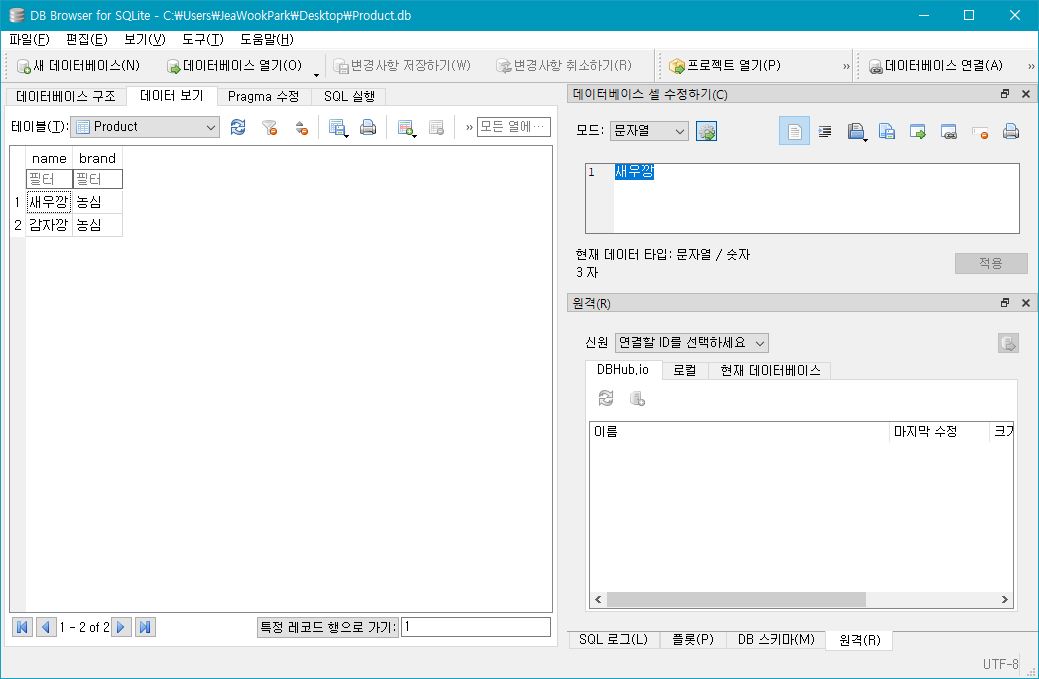 DB Browser for SQLite - C:₩Users₩JeaWookPark₩Desktop₩Product.db
파일(F) 편집(E) 보기(V) 도구(T) 도움말(H)
새 데이터베이스(N) 데이터베이스 열기(O) 변경사항 저장하기(W) 변경사항 취소하기(R) 프로젝트 열기(P) » 데이터베이스 연결(A) »
데이터베이스 구조 데이터 보기 Pragma 수정 SQL 실행
테이블(T): Product » 모든 열에…
name brand
필터 필터
1 새우깡 농심
2 감자깡 농심
1 - 2 of 2 특정 레코드 행으로 가기: 1
데이터베이스 셀 수정하기(C)
모드: 문자열
1 새우깡
현재 데이터 타입: 문자열 / 숫자
3 자
적용
원격(R)
신원 연결할 ID를 선택하세요
DBHub.io 로컬 현재 데이터베이스
이름 마지막 수정 크기
SQL 로그(L) 플롯(P) DB 스키마(M) 원격(R)
UTF-8